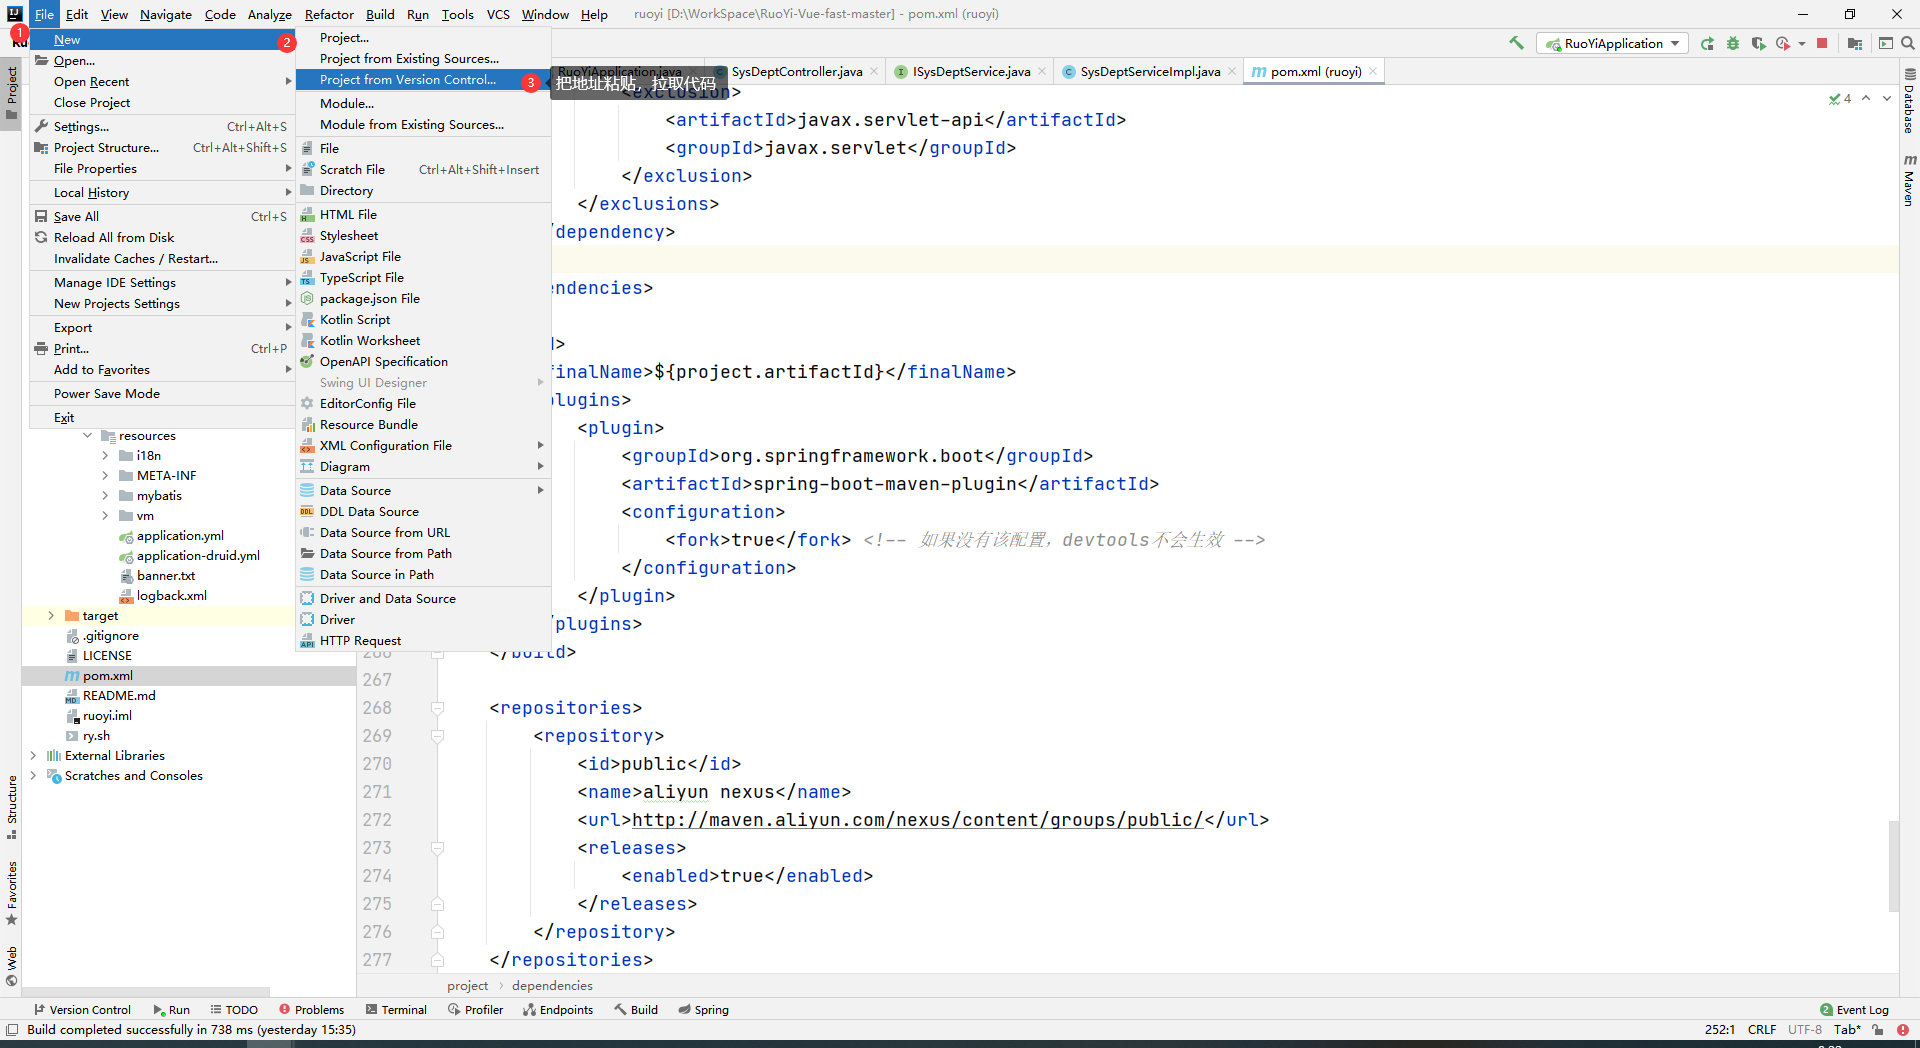 File Edit View Navigate Code Analyze Refactor Build Run Tools VCS Window Help ruoyi [D:\WorkSpace\RuoYi-Vue-fast-master] - pom.xml (ruoyi)
1
2
3
RuoYiApplication
RuoYiApplication.java
SysDeptController.java
ISysDeptService.java
SysDeptServiceImpl.java
pom.xml (ruoyi)
把地址粘贴，拉取代码
New
Open...
Open Recent
Close Project
Settings... Ctrl+Alt+S
Project Structure... Ctrl+Alt+Shift+S
File Properties
Local History
Save All Ctrl+S
Reload All from Disk
Invalidate Caches / Restart...
Manage IDE Settings
New Projects Settings
Export
Print... Ctrl+P
Add to Favorites
Power Save Mode
Exit
Project...
Project from Existing Sources...
Project from Version Control...
Module...
Module from Existing Sources...
File
Scratch File Ctrl+Alt+Shift+Insert
Directory
HTML File
Stylesheet
JavaScript File
TypeScript File
package.json File
Kotlin Script
Kotlin Worksheet
OpenAPI Specification
Swing UI Designer
EditorConfig File
Resource Bundle
XML Configuration File
Diagram
Data Source
DDL Data Source
Data Source from URL
Data Source from Path
Data Source in Path
Driver and Data Source
Driver
HTTP Request
resources
i18n
META-INF
mybatis
vm
application.yml
application-druid.yml
banner.txt
logback.xml
target
.gitignore
LICENSE
pom.xml
README.md
ruoyi.iml
ry.sh
External Libraries
Scratches and Consoles
Project
Structure
Favorites
Web
Database
Maven
4
<exclusion>
<artifactId>javax.servlet-api</artifactId>
<groupId>javax.servlet</groupId>
</exclusion>
</exclusions>
/dependency>
endencies>
d>
finalName>${project.artifactId}</finalName>
plugins>
<plugin>
<groupId>org.springframework.boot</groupId>
<artifactId>spring-boot-maven-plugin</artifactId>
<configuration>
<fork>true</fork> <!-- 如果没有该配置，devtools不会生效 -->
</configuration>
</plugin>
/plugins>
266 </build>
267
268 <repositories>
269 <repository>
270 <id>public</id>
271 <name>aliyun nexus</name>
272 <url>http://maven.aliyun.com/nexus/content/groups/public/</url>
273 <releases>
274 <enabled>true</enabled>
275 </releases>
276 </repository>
277 </repositories>
project › dependencies
Version Control Run TODO Problems Terminal Profiler Endpoints Build Spring 2 Event Log
Build completed successfully in 738 ms (yesterday 15:35) 252:1 CRLF UTF-8 Tab*